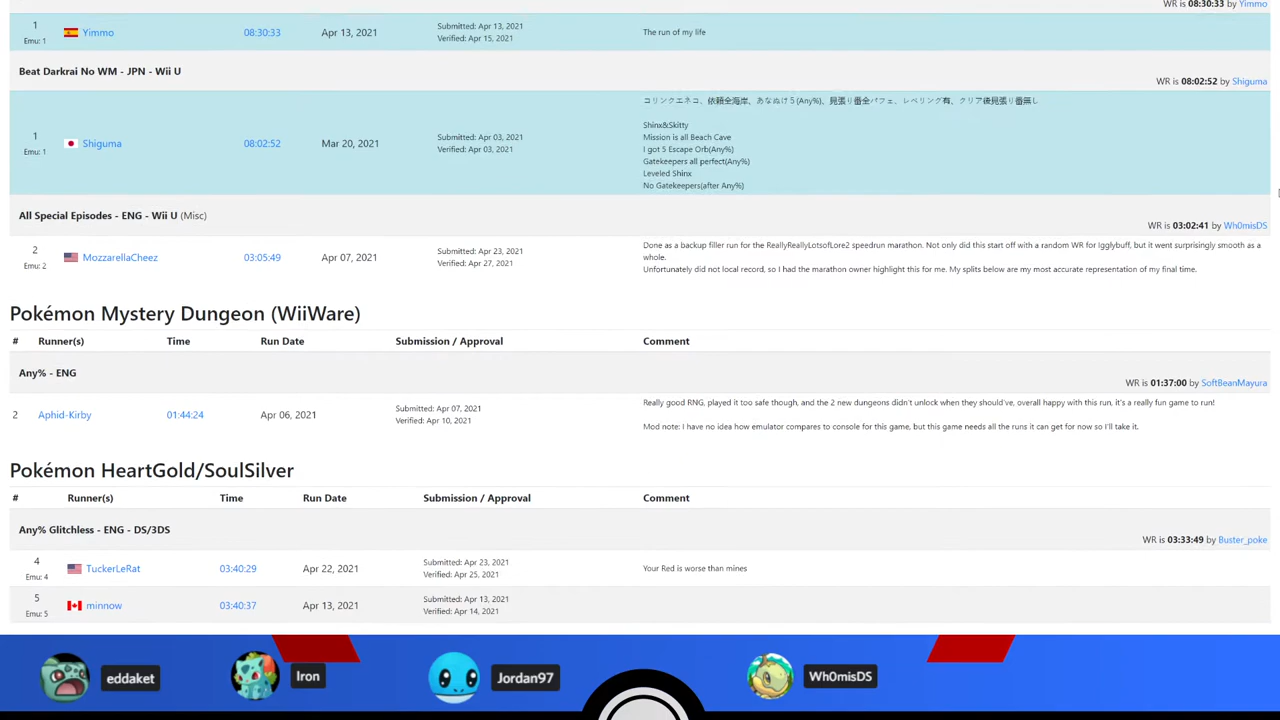 WR is 08:30:33 by Yimmo
1 Yimmo 08:30:33 Apr 13, 2021 Submitted: Apr 13, 2021 The run of my life
Emu: 1 Verified: Apr 15, 2021
Beat Darkrai No WM - JPN - Wii U
WR is 08:02:52 by Shiguma
コリンクエネコ、依頼全海岸、あなぬけ５(Any%)、見張り番全パフェ、レベリング有、クリア後見張り番無し
Shinx&Skitty
1 Shiguma 08:02:52 Mar 20, 2021 Submitted: Apr 03, 2021 Mission is all Beach Cave
Emu: 1 Verified: Apr 03, 2021 I got 5 Escape Orb(Any%)
Gatekeepers all perfect(Any%)
Leveled Shinx
No Gatekeepers(after Any%)
All Special Episodes - ENG - Wii U (Misc)
WR is 03:02:41 by Wh0misDS
2 MozzarellaCheez 03:05:49 Apr 07, 2021 Submitted: Apr 23, 2021 Done as a backup filler run for the ReallyReallyLotsofLore2 speedrun marathon. Not only did this start off with a random WR for Igglybuff, but it went surprisingly smooth as a
whole.
Emu: 2 Verified: Apr 27, 2021 Unfortunately did not local record, so I had the marathon owner highlight this for me. My splits below are my most accurate representation of my final time.
Pokémon Mystery Dungeon (WiiWare)
# Runner(s) Time Run Date Submission / Approval Comment
Any% - ENG
WR is 01:37:00 by SoftBeanMayura
2 Aphid-Kirby 01:44:24 Apr 06, 2021 Submitted: Apr 07, 2021 Really good RNG, played it too safe though, and the 2 new dungeons didn't unlock when they should've, overall happy with this run, it's a really fun game to run!
Verified: Apr 10, 2021 Mod note: I have no idea how emulator compares to console for this game, but this game needs all the runs it can get for now so I'll take it.
Pokémon HeartGold/SoulSilver
# Runner(s) Time Run Date Submission / Approval Comment
Any% Glitchless - ENG - DS/3DS
WR is 03:33:49 by Buster_poke
4 TuckerLeRat 03:40:29 Apr 22, 2021 Submitted: Apr 23, 2021 Your Red is worse than mines
Emu: 4 Verified: Apr 25, 2021
5 minnow 03:40:37 Apr 13, 2021 Submitted: Apr 13, 2021
Emu: 5 Verified: Apr 14, 2021
eddaket Iron Jordan97 Wh0misDS